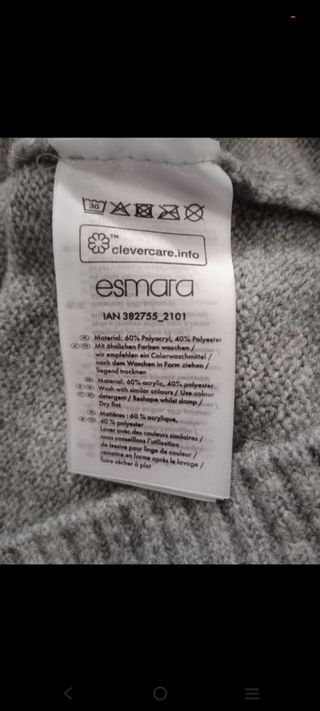 30
™
clevercare.info
esmara
IAN 382755_2101
Material: 60% Polyacryl, 40% Polyester
Mit ähnlichen Farben waschen /
wir empfehlen ein Colorwaschmittel /
nach dem Waschen in Form ziehen /
liegend trocknen
Material: 60% acrylic, 40% polyester
Wash with similar colours / Use colour
detergent / Reshape whilst damp /
Dry flat
Matières : 60 % acrylique,
40 % polyester
Laver avec des couleurs similaires /
nous conseillons l'utilisation
de lessive pour linge de couleur /
remettre en forme après le lavage /
faire sécher à plat